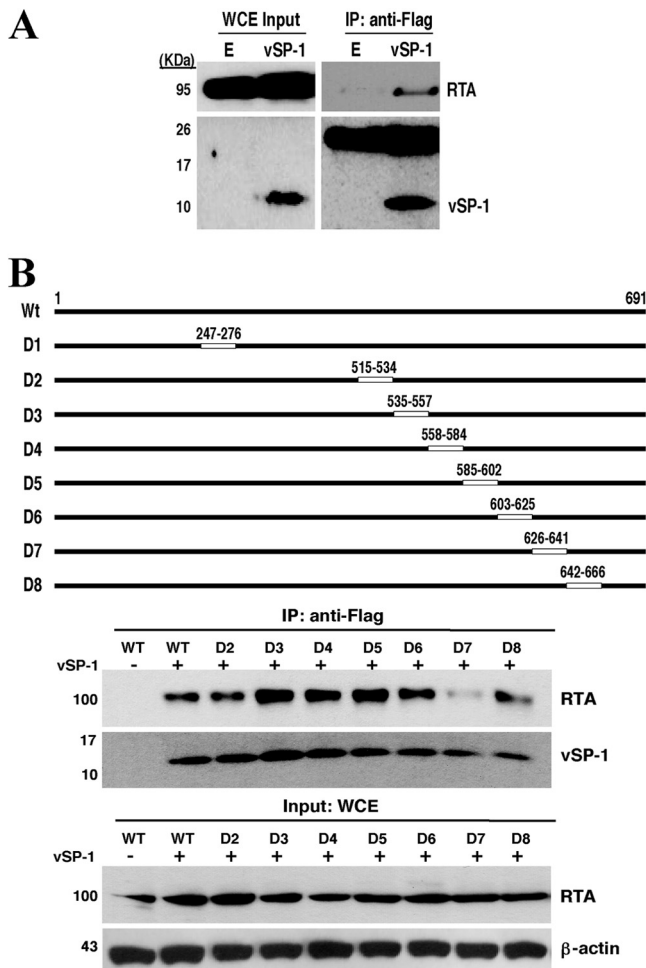 A
WCE Input IP: anti-Flag
E vSP-1 E vSP-1
(KDa)
95 RTA
26
17
10 vSP-1
B
1 691
Wt
247-276
D1
515-534
D2
535-557
D3
558-584
D4
585-602
D5
603-625
D6
626-641
D7
642-666
D8
IP: anti-Flag
WT WT D2 D3 D4 D5 D6 D7 D8
vSP-1 - + + + + + + + +
100 RTA
17
vSP-1
10
Input: WCE
WT WT D2 D3 D4 D5 D6 D7 D8
vSP-1 - + + + + + + + +
100 RTA
43 β-actin